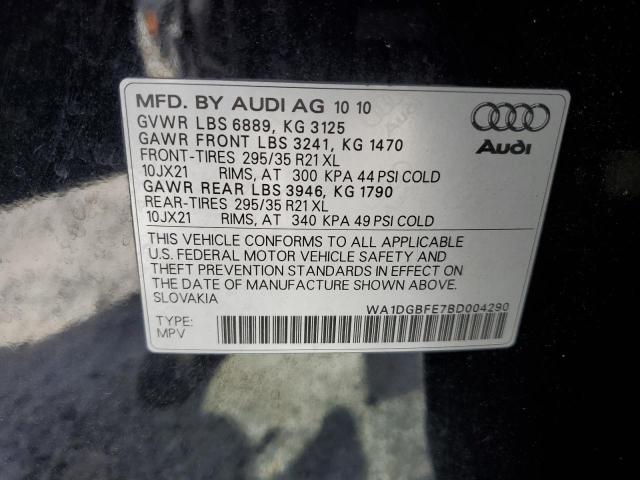 MFD. BY AUDI AG 10 10
GVWR LBS 6889, KG 3125
GAWR FRONT LBS 3241, KG 1470
FRONT-TIRES 295/35 R21 XL
10JX21 RIMS, AT 300 KPA 44 PSI COLD
GAWR REAR LBS 3946, KG 1790
REAR-TIRES 295/35 R21 XL
10JX21 RIMS, AT 340 KPA 49 PSI COLD
Audi
THIS VEHICLE CONFORMS TO ALL APPLICABLE
U.S. FEDERAL MOTOR VEHICLE SAFETY AND
THEFT PREVENTION STANDARDS IN EFFECT ON
THE DATE OF MANUFACTURE SHOWN ABOVE.
SLOVAKIA
WA1DGBFE7BD004290
TYPE:
MPV